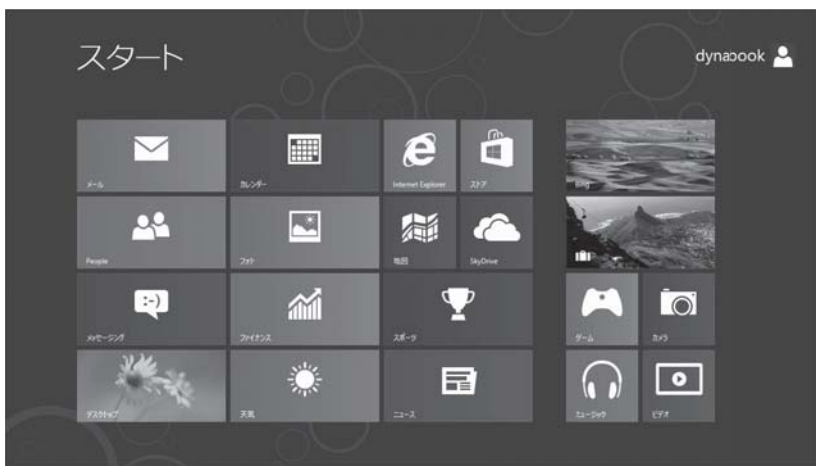 スタート
dynabook
メール
カレンダー
Internet Explorer
ストア
Bing
People
フォト
地図
SkyDrive
メッセージング
ファイナンス
スポーツ
ゲーム
カメラ
デスクトップ
天気
ニュース
ミュージック
ビデオ